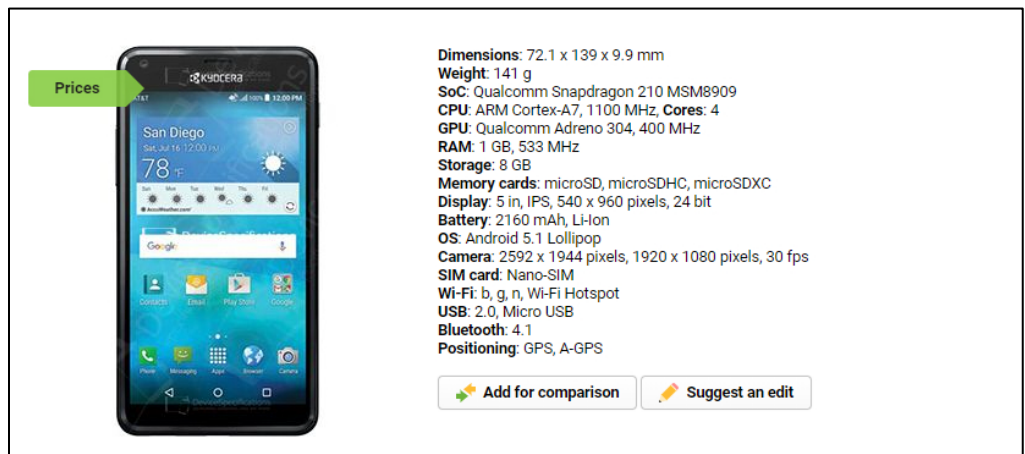 Prices
KYOCERA
AT&T 100% 12:00 PM
San Diego
Sat, Jul 16 12:00 PM
78 °F
Sun Mon Tue Wed Thu Fri
AccuWeather.com
Google
Contacts Email Play Store Google
Phone Messaging Apps Browser Camera
DeviceSpecifications
Dimensions: 72.1 x 139 x 9.9 mm
Weight: 141 g
SoC: Qualcomm Snapdragon 210 MSM8909
CPU: ARM Cortex-A7, 1100 MHz, Cores: 4
GPU: Qualcomm Adreno 304, 400 MHz
RAM: 1 GB, 533 MHz
Storage: 8 GB
Memory cards: microSD, microSDHC, microSDXC
Display: 5 in, IPS, 540 x 960 pixels, 24 bit
Battery: 2160 mAh, Li-Ion
OS: Android 5.1 Lollipop
Camera: 2592 x 1944 pixels, 1920 x 1080 pixels, 30 fps
SIM card: Nano-SIM
Wi-Fi: b, g, n, Wi-Fi Hotspot
USB: 2.0, Micro USB
Bluetooth: 4.1
Positioning: GPS, A-GPS
Add for comparison
Suggest an edit